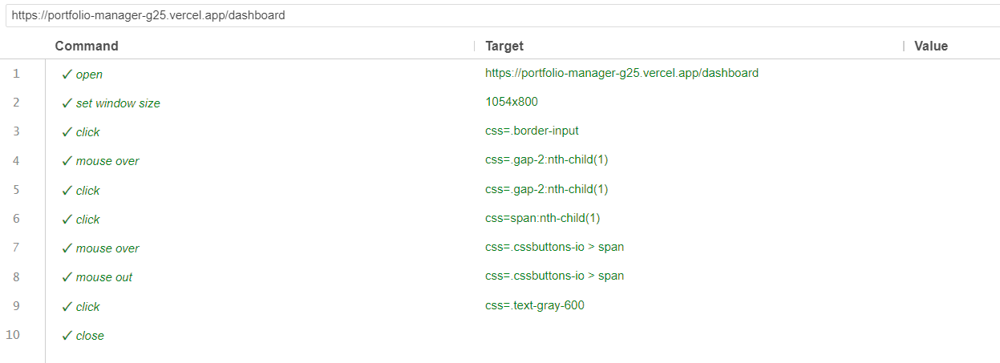 https://portfolio-manager-g25.vercel.app/dashboard
Command Target Value
1 ✓ open https://portfolio-manager-g25.vercel.app/dashboard
2 ✓ set window size 1054x800
3 ✓ click css=.border-input
4 ✓ mouse over css=.gap-2:nth-child(1)
5 ✓ click css=.gap-2:nth-child(1)
6 ✓ click css=span:nth-child(1)
7 ✓ mouse over css=.cssbuttons-io > span
8 ✓ mouse out css=.cssbuttons-io > span
9 ✓ click css=.text-gray-600
10 ✓ close